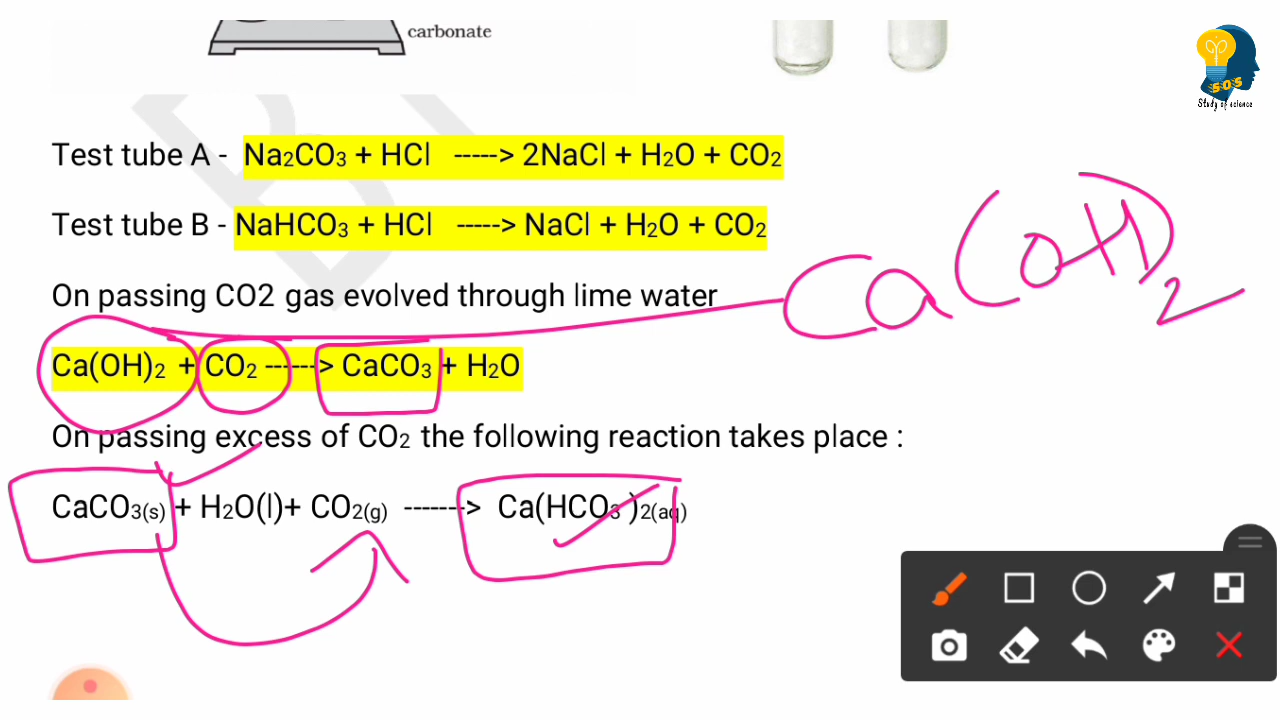 carbonate
SOS
Study of science
Test tube A - Na₂CO₃ + HCl -----> 2NaCl + H₂O + CO₂
Test tube B - NaHCO₃ + HCl -----> NaCl + H₂O + CO₂
Ca(OH)₂
On passing CO2 gas evolved through lime water
Ca(OH)₂ + CO₂ ------> CaCO₃ + H₂O
On passing excess of CO₂ the following reaction takes place :
CaCO₃(s) + H₂O(l)+ CO₂(g) -------> Ca(HCO₃ )₂(aq)